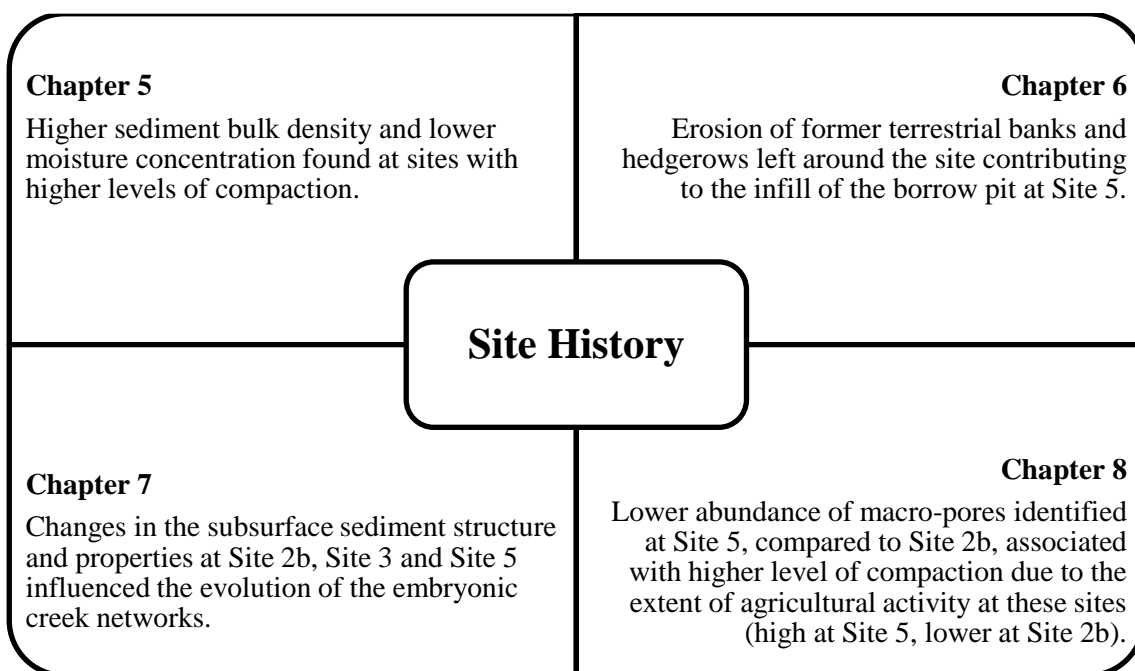 Chapter 5
Higher sediment bulk density and lower
moisture concentration found at sites with
higher levels of compaction.
Chapter 6
Erosion of former terrestrial banks and
hedgerows left around the site contributing
to the infill of the borrow pit at Site 5.
Site History
Chapter 7
Changes in the subsurface sediment structure
and properties at Site 2b, Site 3 and Site 5
influenced the evolution of the embryonic
creek networks.
Chapter 8
Lower abundance of macro-pores identified
at Site 5, compared to Site 2b, associated
with higher level of compaction due to the
extent of agricultural activity at these sites
(high at Site 5, lower at Site 2b).